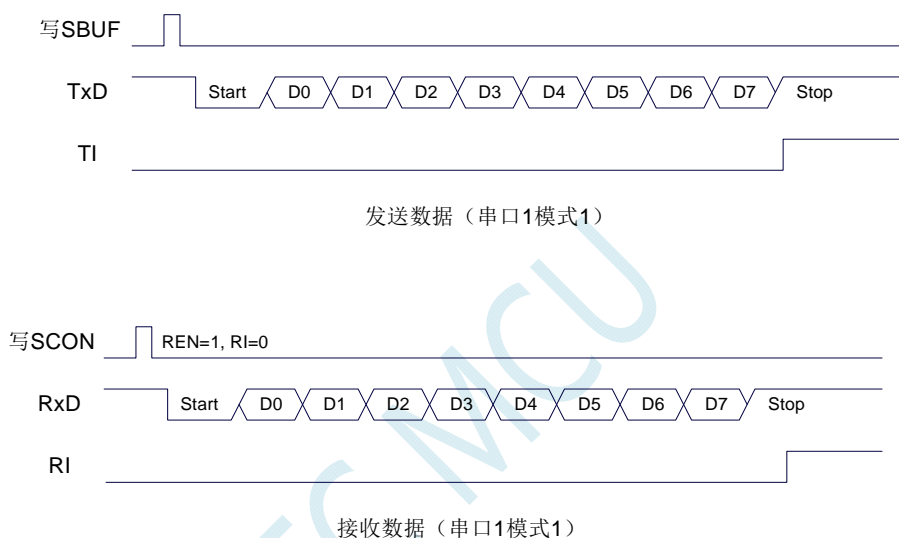 写SBUF
TxD Start D0 D1 D2 D3 D4 D5 D6 D7 Stop
TI
发送数据（串口1模式1）
写SCON REN=1, RI=0
RxD Start D0 D1 D2 D3 D4 D5 D6 D7 Stop
RI
接收数据（串口1模式1）
MCU